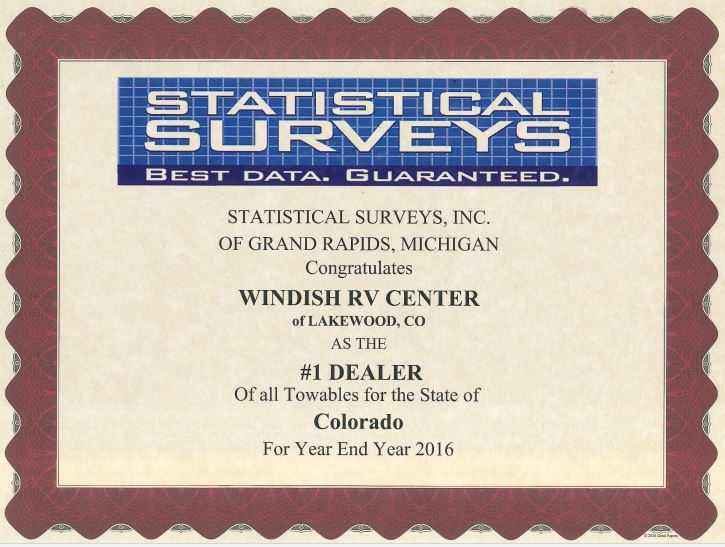 STATISTICAL
SURVEYS
BEST DATA. GUARANTEED.
STATISTICAL SURVEYS, INC.
OF GRAND RAPIDS, MICHIGAN
Congratulates
WINDISH RV CENTER
of LAKEWOOD, CO
AS THE
#1 DEALER
Of all Towables for the State of
Colorado
For Year End Year 2016